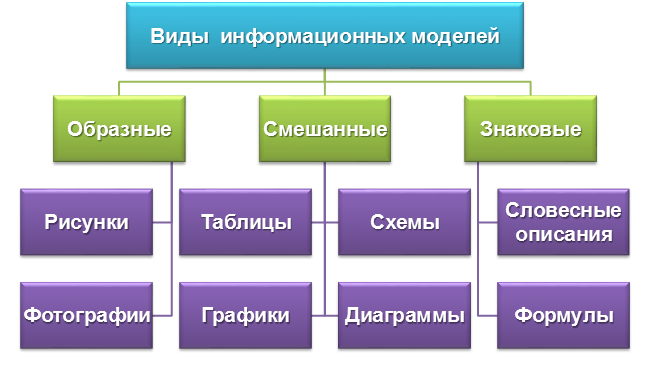 Виды информационных моделей
Образные
Смешанные
Знаковые
Рисунки
Таблицы
Схемы
Словесные
описания
Фотографии
Графики
Диаграммы
Формулы